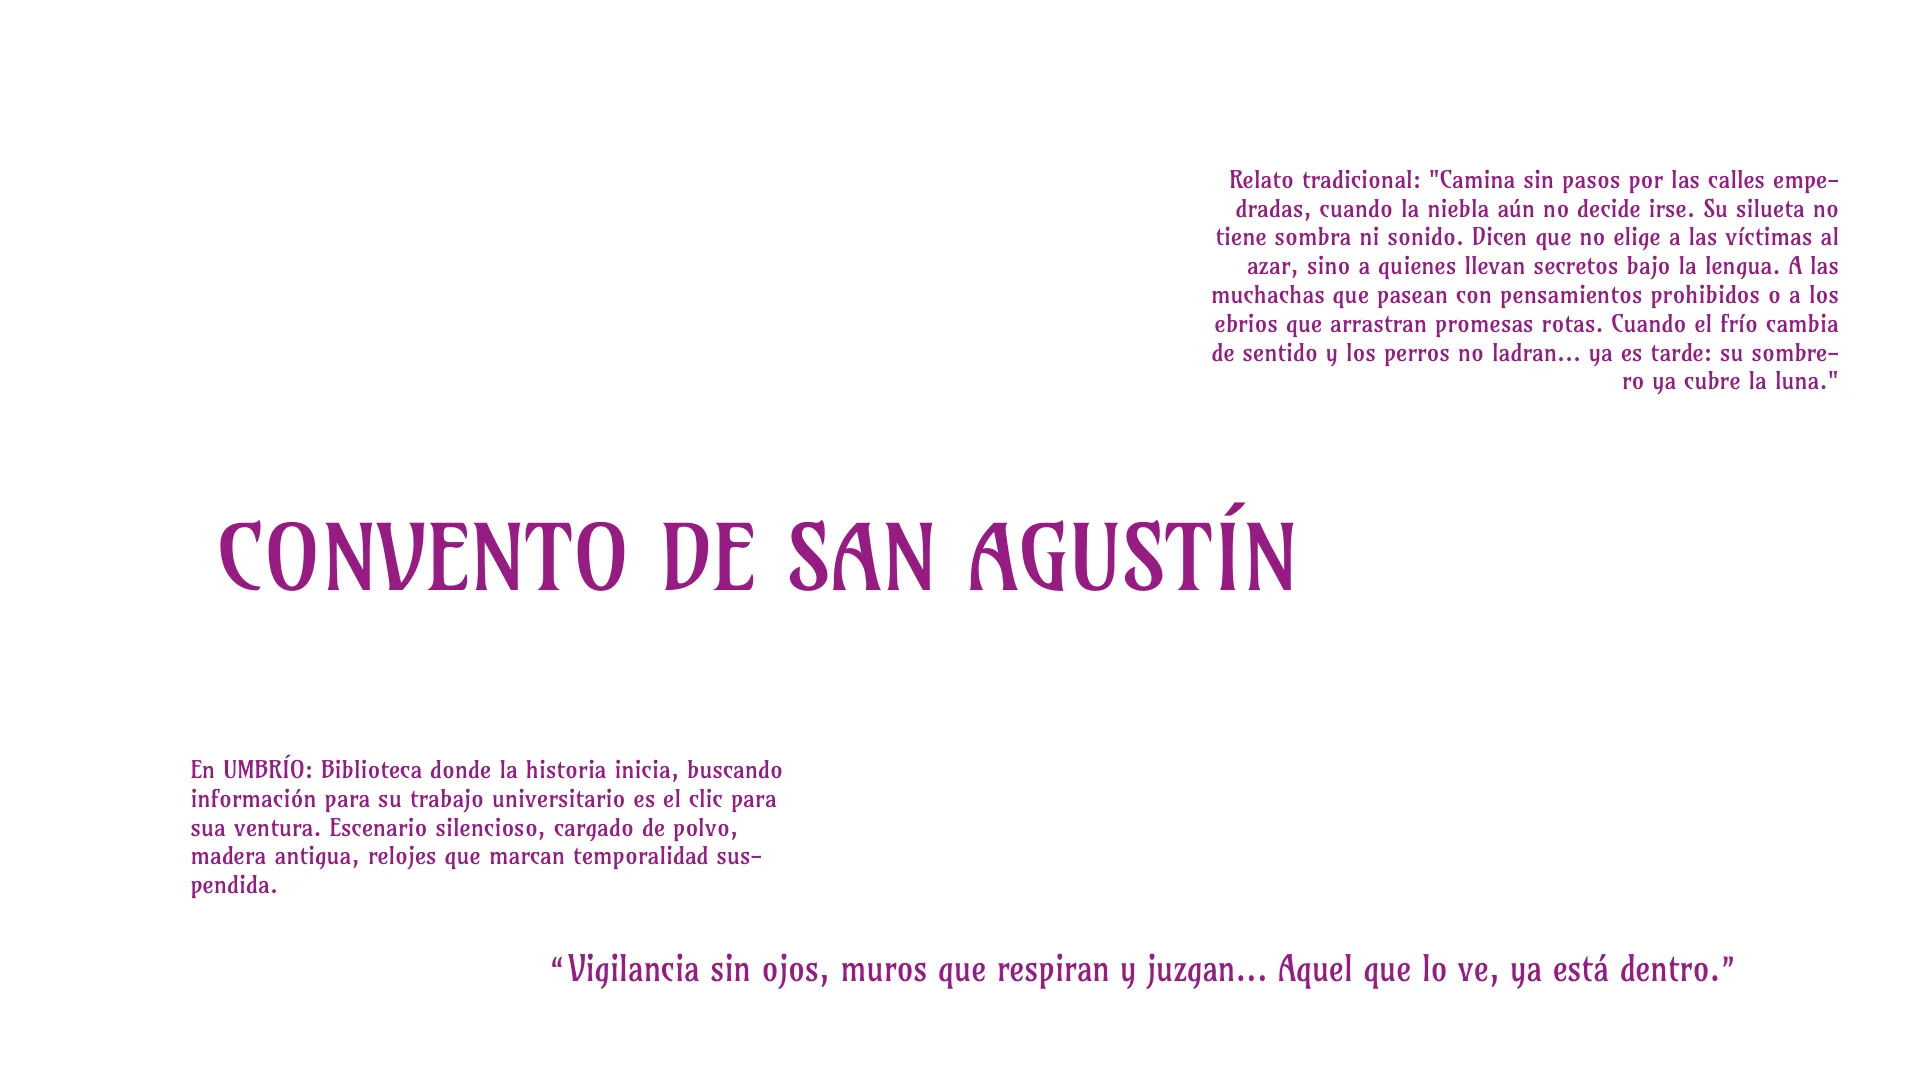 Relato tradicional: "Camina sin pasos por las calles empe-
dradas, cuando la niebla aún no decide irse. Su silueta no
tiene sombra ni sonido. Dicen que no elige a las víctimas al
azar, sino a quienes llevan secretos bajo la lengua. A las
muchachas que pasean con pensamientos prohibidos o a los
ebrios que arrastran promesas rotas. Cuando el frío cambia
de sentido y los perros no ladran... ya es tarde: su sombre-
ro ya cubre la luna."
CONVENTO DE SAN AGUSTÍN
En UMBRÍO: Biblioteca donde la historia inicia, buscando
información para su trabajo universitario es el clic para
sua ventura. Escenario silencioso, cargado de polvo,
madera antigua, relojes que marcan temporalidad sus-
pendida.
“Vigilancia sin ojos, muros que respiran y juzgan... Aquel que lo ve, ya está dentro.”